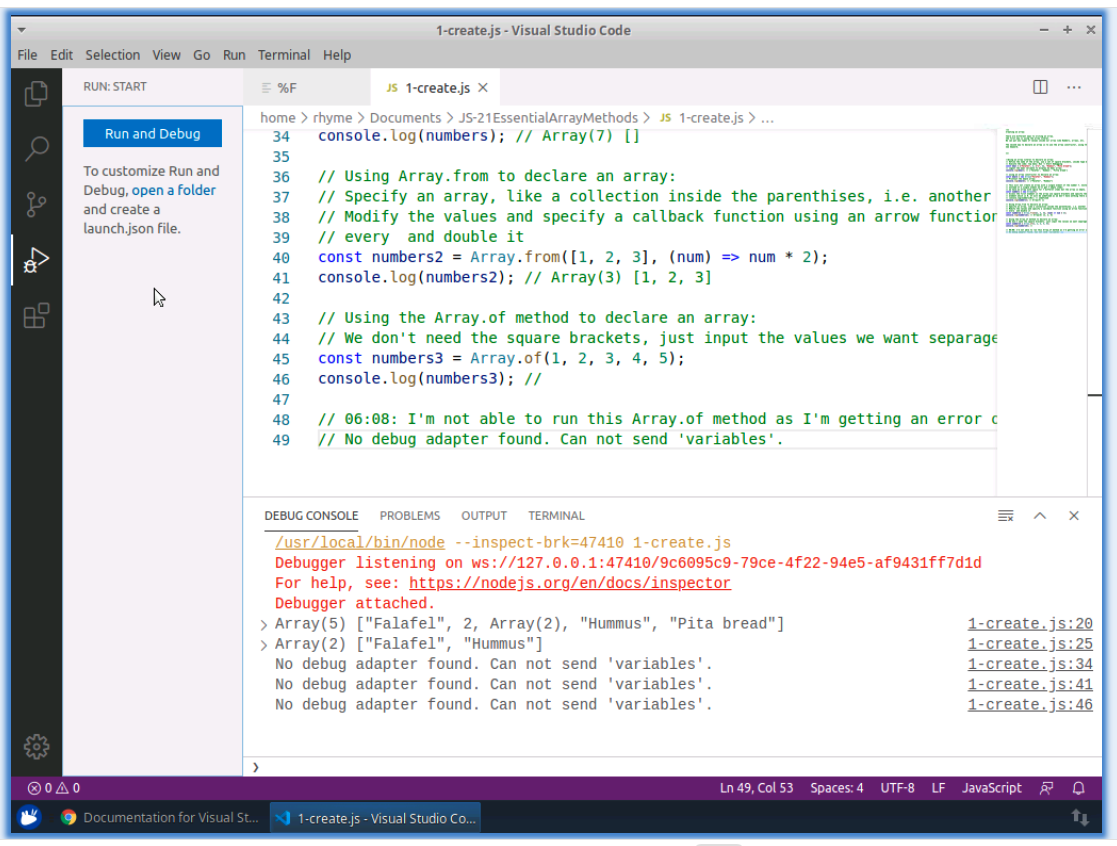 1-create.js - Visual Studio Code
File Edit Selection View Go Run Terminal Help
RUN: START
%F
JS 1-create.js
home > rhyme > Documents > JS-21EssentialArrayMethods > JS 1-create.js > ...
Run and Debug
To customize Run and
Debug, open a folder
and create a
launch.json file.
34 console.log(numbers); // Array(7) []
35
36 // Using Array.from to declare an array:
37 // Specify an array, like a collection inside the parenthises, i.e. another
38 // Modify the values and specify a callback function using an arrow function
39 // every  and double it
40 const numbers2 = Array.from([1, 2, 3], (num) => num * 2);
41 console.log(numbers2); // Array(3) [1, 2, 3]
42
43 // Using the Array.of method to declare an array:
44 // We don't need the square brackets, just input the values we want separage
45 const numbers3 = Array.of(1, 2, 3, 4, 5);
46 console.log(numbers3); //
47
48 // 06:08: I'm not able to run this Array.of method as I'm getting an error
49 // No debug adapter found. Can not send 'variables'.
DEBUG CONSOLE PROBLEMS OUTPUT TERMINAL
/usr/local/bin/node --inspect-brk=47410 1-create.js
Debugger listening on ws://127.0.0.1:47410/9c6095c9-79ce-4f22-94e5-af9431ff7d1d
For help, see: https://nodejs.org/en/docs/inspector
Debugger attached.
> Array(5) ["Falafel", 2, Array(2), "Hummus", "Pita bread"] 1-create.js:20
> Array(2) ["Falafel", "Hummus"] 1-create.js:25
No debug adapter found. Can not send 'variables'. 1-create.js:34
No debug adapter found. Can not send 'variables'. 1-create.js:41
No debug adapter found. Can not send 'variables'. 1-create.js:46
0 0
Ln 49, Col 53 Spaces: 4 UTF-8 LF JavaScript
Documentation for Visual St...
1-create.js - Visual Studio Co...